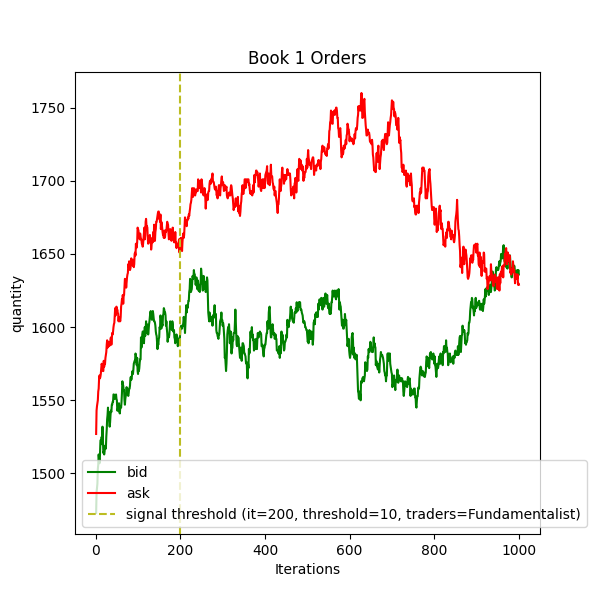 Book 1 Orders
quantity
1750
1700
1650
1600
1550
1500
bid
ask
signal threshold (it=200, threshold=10, traders=Fundamentalist)
0 200 400 600 800 1000
Iterations